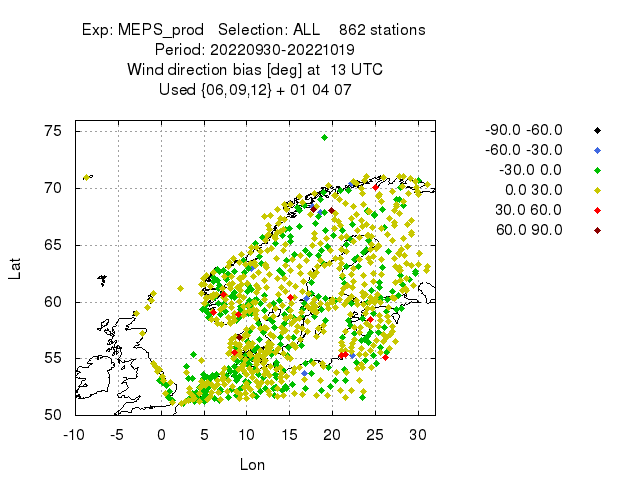 Exp: MEPS_prod   Selection: ALL    862 stations
Period: 20220930-20221019
Wind direction bias [deg] at  13 UTC
Used {06,09,12} + 01 04 07
-90.0 -60.0
-60.0 -30.0
-30.0 0.0
0.0 30.0
30.0 60.0
60.0 90.0
75
70
65
60
55
50
Lat
-10 -5 0 5 10 15 20 25 30
Lon